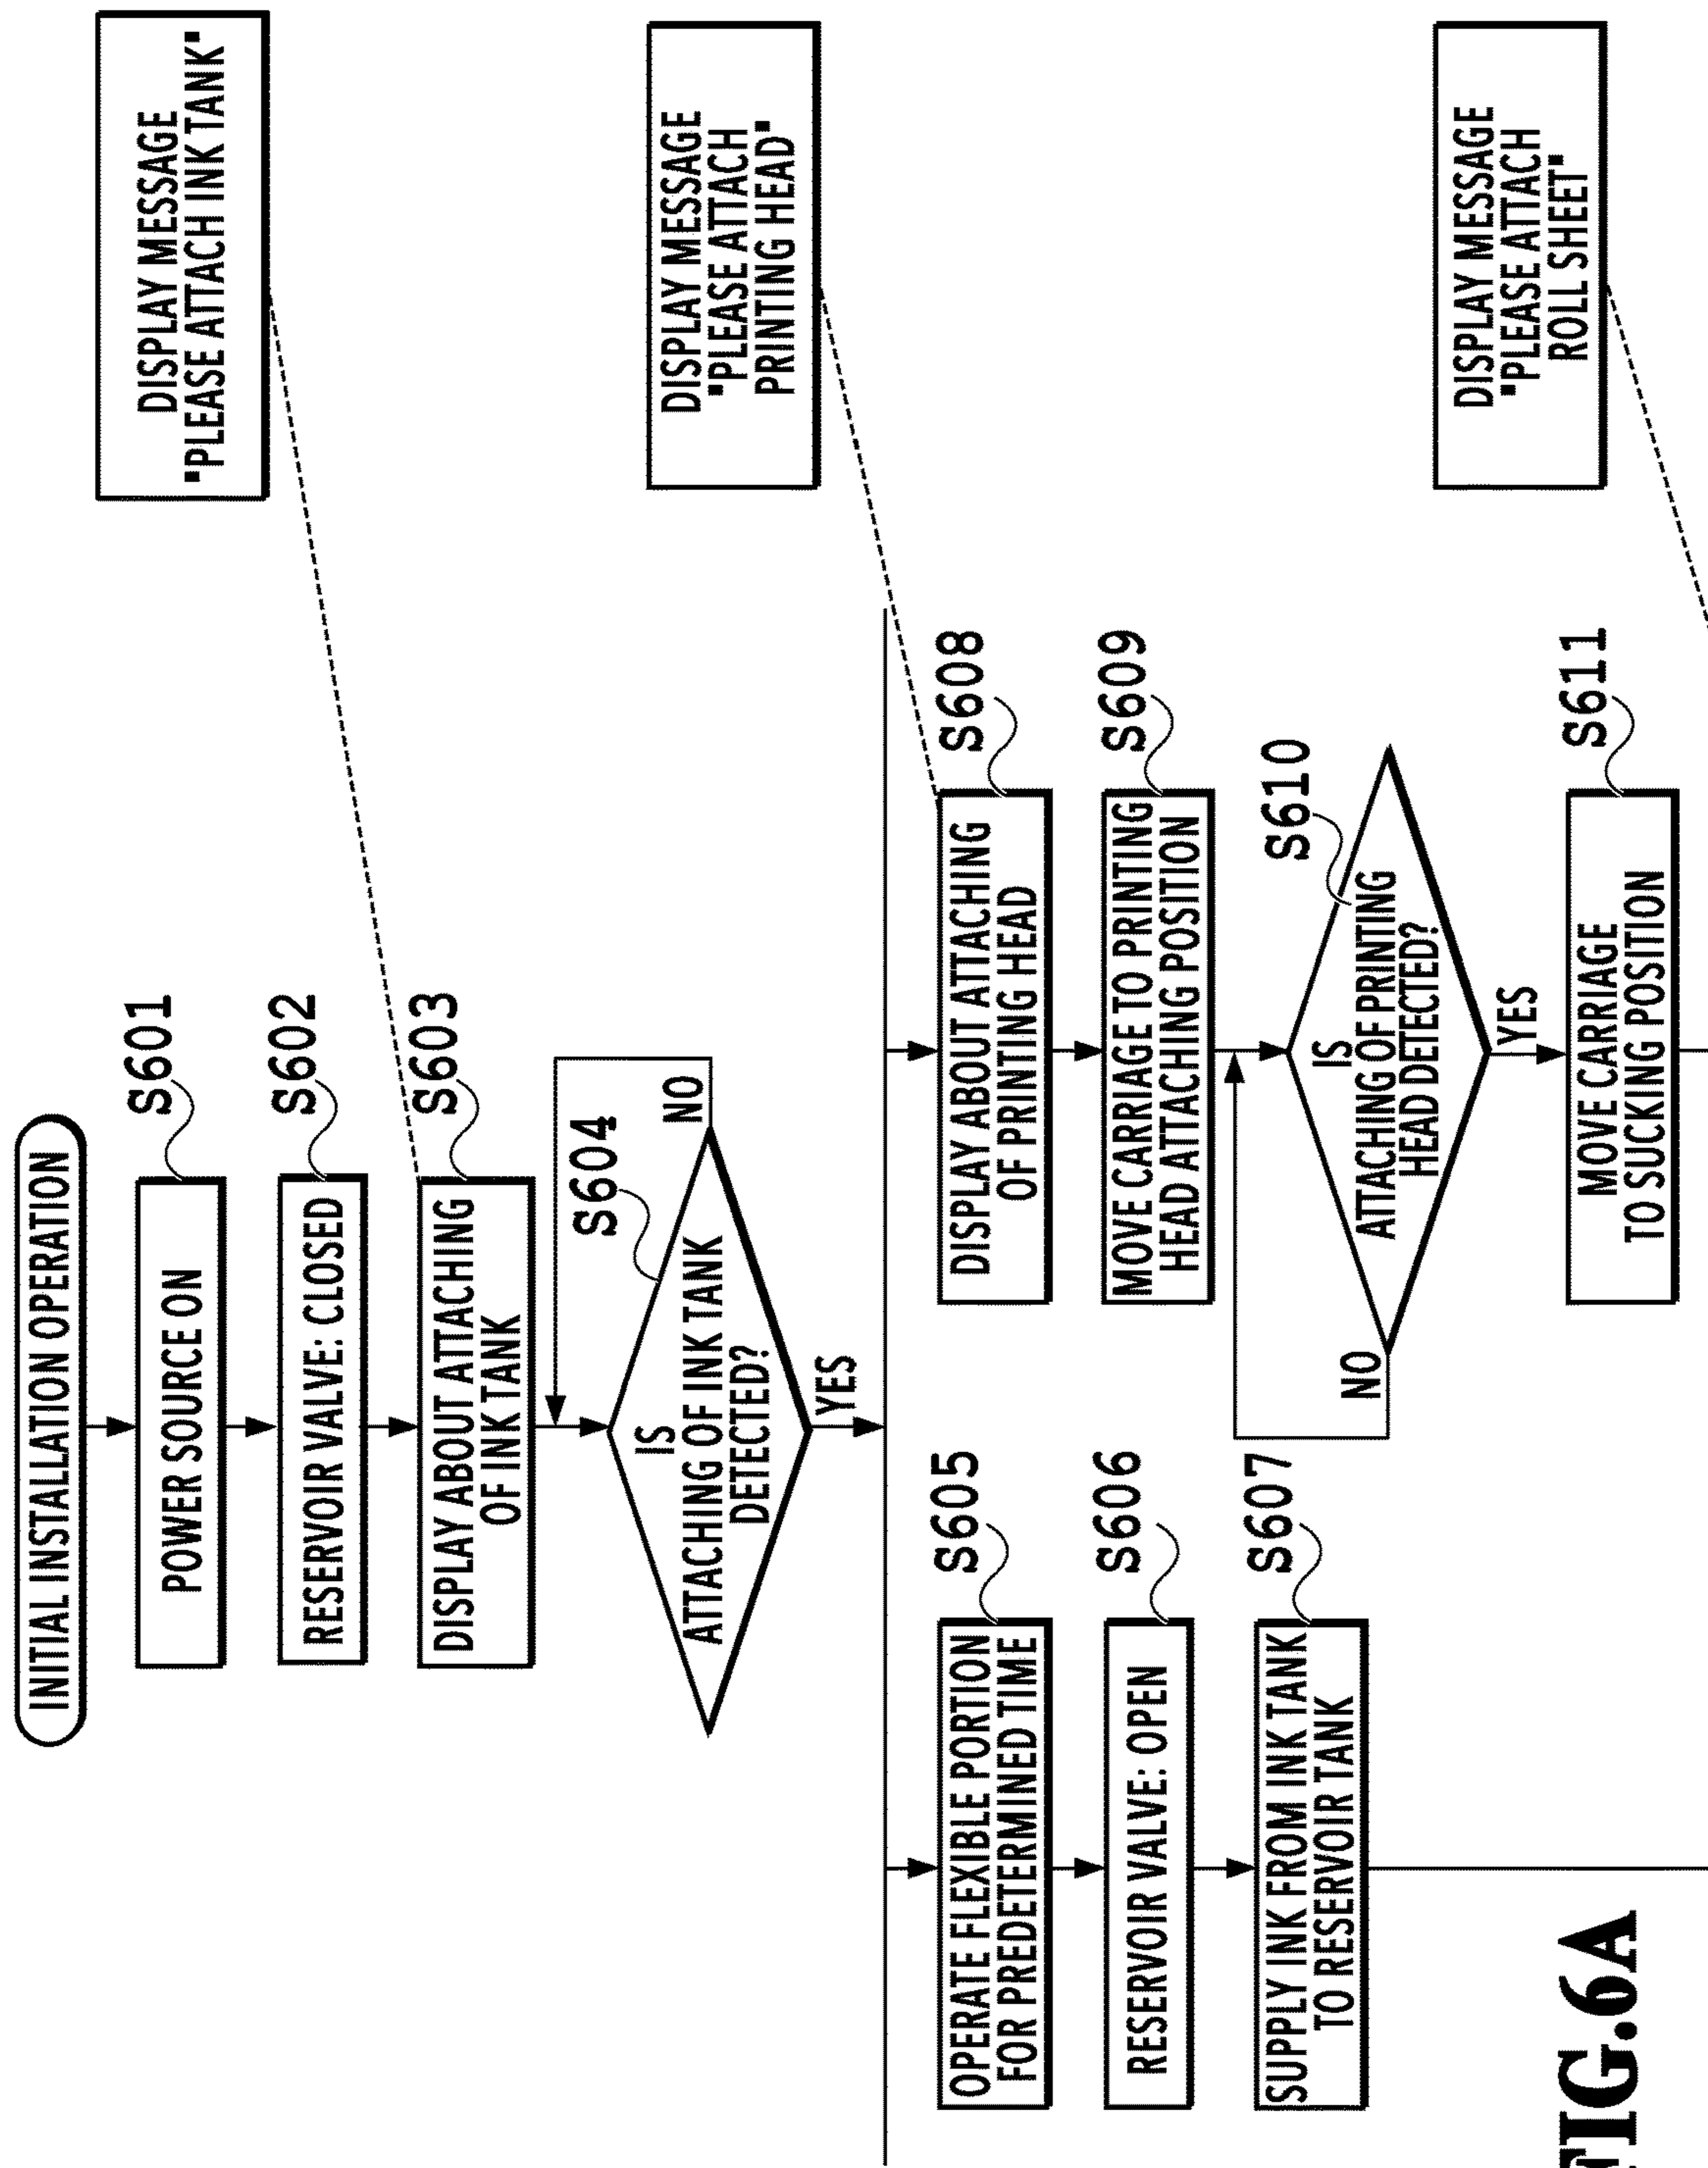 INITIAL INSTALLATION OPERATION
S601
POWER SOURCE ON
S602
RESERVOIR VALVE: CLOSED
S603
DISPLAY ABOUT ATTACHING
OF INK TANK
DISPLAY MESSAGE
"PLEASE ATTACH INK TANK"
S604
IS
ATTACHING OF INK TANK
DETECTED?
NO
YES
S605
OPERATE FLEXIBLE PORTION
FOR PREDETERMINED TIME
S606
RESERVOIR VALVE: OPEN
S607
SUPPLY INK FROM INK TANK
TO RESERVOIR TANK
S608
DISPLAY ABOUT ATTACHING
OF PRINTING HEAD
DISPLAY MESSAGE
"PLEASE ATTACH
PRINTING HEAD"
S609
MOVE CARRIAGE TO PRINTING
HEAD ATTACHING POSITION
S610
IS
ATTACHING OF PRINTING
HEAD DETECTED?
NO
YES
S611
MOVE CARRIAGE
TO SUCKING POSITION
DISPLAY MESSAGE
"PLEASE ATTACH
ROLL SHEET"
FIG.6A